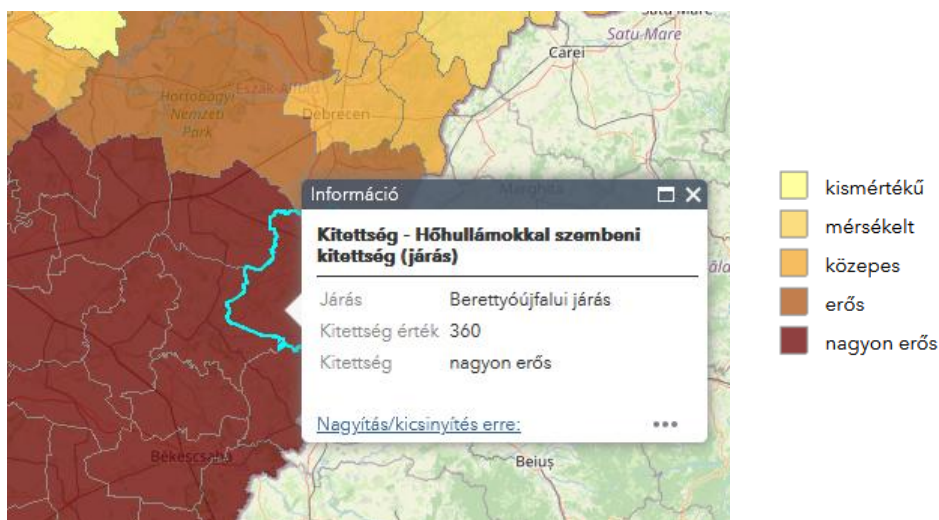 Satu Mare
Satu-Mare
Carei
Hortobágyi
Nemzeti
Park
Észak-Alföld
Debrecen
Marghita
Információ
Kitettség - Hőhullámokkal szembeni
kitettség (járás)
Járás Berettyóújfalui járás
Kitettség érték 360
Kitettség nagyon erős
Nagyítás/kicsinyítés erre:
Békéscsaba
Beiuș
kismértékű
mérsékelt
közepes
erős
nagyon erős